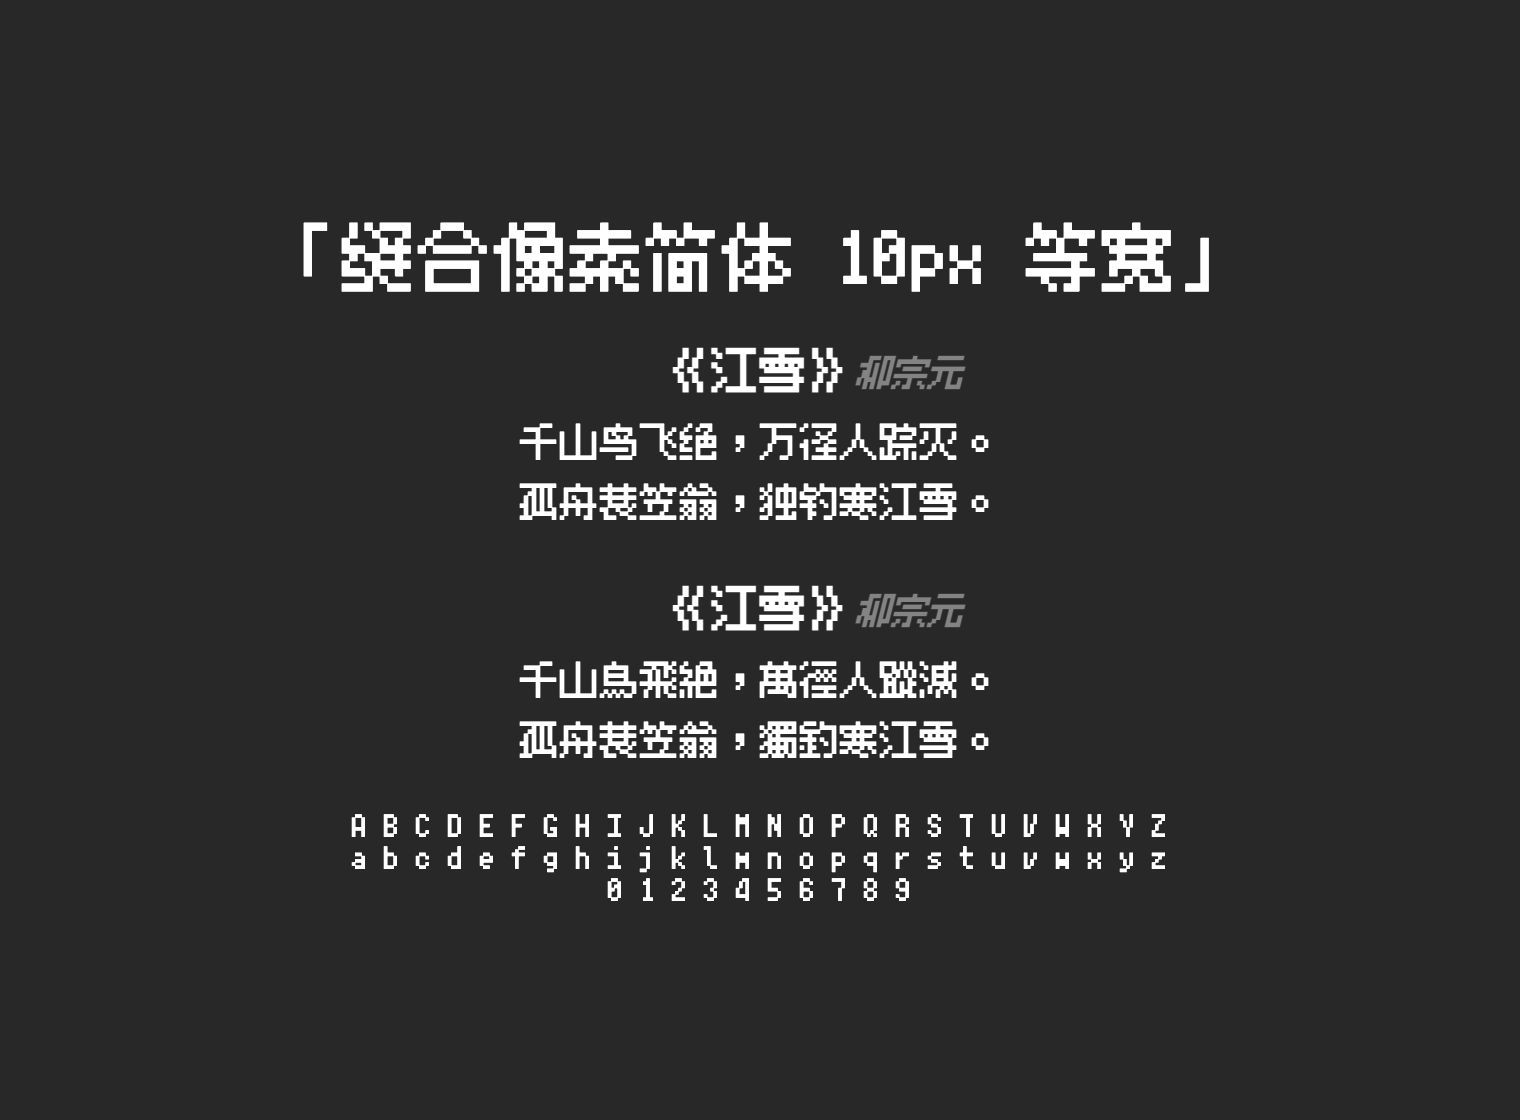 「缝合像素简体 10px 等宽」
《江雪》柳宗元
千山鸟飞绝，万径人踪灭。
孤舟蓑笠翁，独钓寒江雪。
《江雪》柳宗元
千山鳥飛絕，萬徑人蹤滅。
孤舟蓑笠翁，獨釣寒江雪。
A B C D E F G H I J K L M N O P Q R S T U V W X Y Z
a b c d e f g h i j k l m n o p q r s t u v w x y z
0 1 2 3 4 5 6 7 8 9